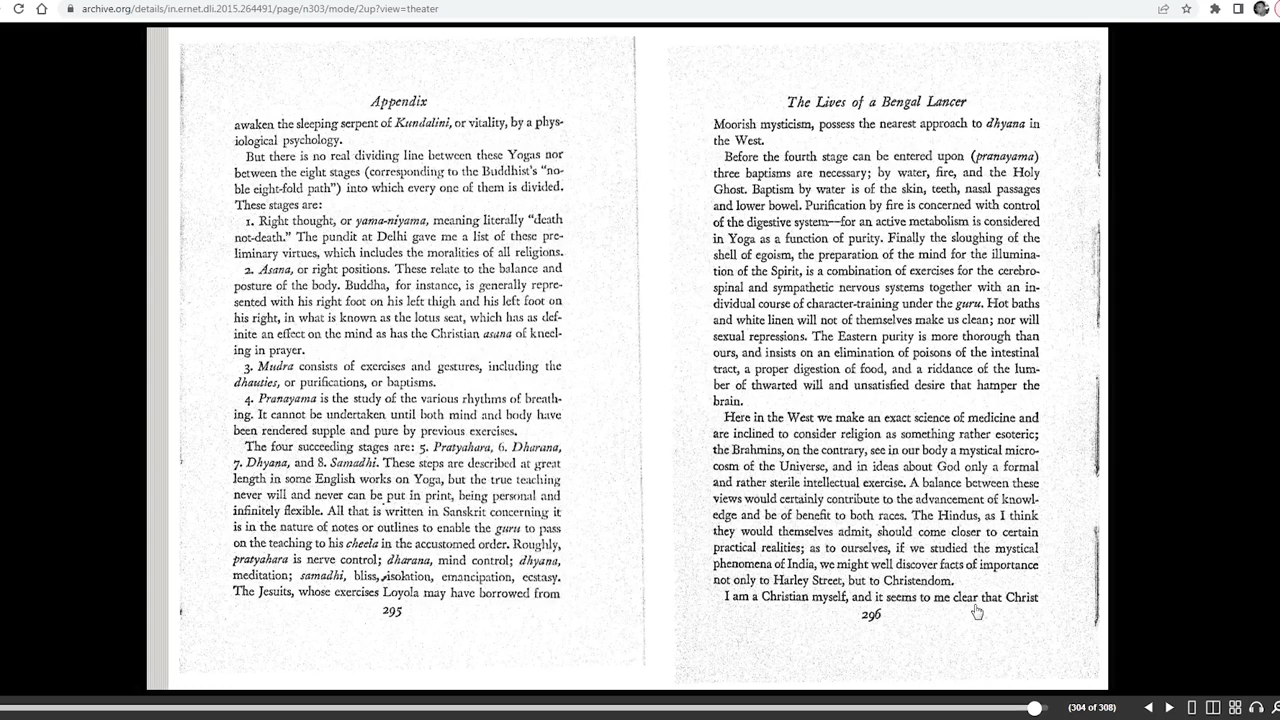 archive.org/details/in.ernet.dli.2015.264491/page/n303/mode/2up?view=theater
Appendix
awaken the sleeping serpent of Kundalini, or vitality, by a phys-
iological psychology.
But there is no real dividing line between these Yogas nor
between the eight stages (corresponding to the Buddhist's "no-
ble eight-fold path") into which every one of them is divided.
These stages are:
1. Right thought, or yama-niyama, meaning literally "death
not-death." The pundit at Delhi gave me a list of these pre-
liminary virtues, which includes the moralities of all religions.
2. Asana, or right positions. These relate to the balance and
posture of the body. Buddha, for instance, is generally repre-
sented with his right foot on his left thigh and his left foot on
his right, in what is known as the lotus seat, which has as def-
inite an effect on the mind as has the Christian asana of kneel-
ing in prayer.
3. Mudra consists of exercises and gestures, including the
dhauties, or purifications, or baptisms.
4. Pranayama is the study of the various rhythms of breath-
ing. It cannot be undertaken until both mind and body have
been rendered supple and pure by previous exercises.
The four succeeding stages are: 5. Pratyahara, 6. Dharana,
7. Dhyana, and 8. Samadhi. These steps are described at great
length in some English works on Yoga, but the true teaching
never will and never can be put in print, being personal and
infinitely flexible. All that is written in Sanskrit concerning it
is in the nature of notes or outlines to enable the guru to pass
on the teaching to his cheela in the accustomed order. Roughly,
pratyahara is nerve control; dharana, mind control; dhyana,
meditation; samadhi, bliss, isolation, emancipation, ecstasy.
The Jesuits, whose exercises Loyola may have borrowed from
295
The Lives of a Bengal Lancer
Moorish mysticism, possess the nearest approach to dhyana in
the West.
Before the fourth stage can be entered upon (pranayama)
three baptisms are necessary; by water, fire, and the Holy
Ghost. Baptism by water is of the skin, teeth, nasal passages
and lower bowel. Purification by fire is concerned with control
of the digestive system—for an active metabolism is considered
in Yoga as a function of purity. Finally the sloughing of the
shell of egoism, the preparation of the mind for the illumina-
tion of the Spirit, is a combination of exercises for the cerebro-
spinal and sympathetic nervous systems together with an in-
dividual course of character-training under the guru. Hot baths
and white linen will not of themselves make us clean; nor will
sexual repressions. The Eastern purity is more thorough than
ours, and insists on an elimination of poisons of the intestinal
tract, a proper digestion of food, and a riddance of the lum-
ber of thwarted will and unsatisfied desire that hamper the
brain.
Here in the West we make an exact science of medicine and
are inclined to consider religion as something rather esoteric;
the Brahmins, on the contrary, see in our body a mystical micro-
cosm of the Universe, and in ideas about God only a formal
and rather sterile intellectual exercise. A balance between these
views would certainly contribute to the advancement of knowl-
edge and be of benefit to both races. The Hindus, as I think
they would themselves admit, should come closer to certain
practical realities; as to ourselves, if we studied the mystical
phenomena of India, we might well discover facts of importance
not only to Harley Street, but to Christendom.
I am a Christian myself, and it seems to me clear that Christ
296
(304 of 308)